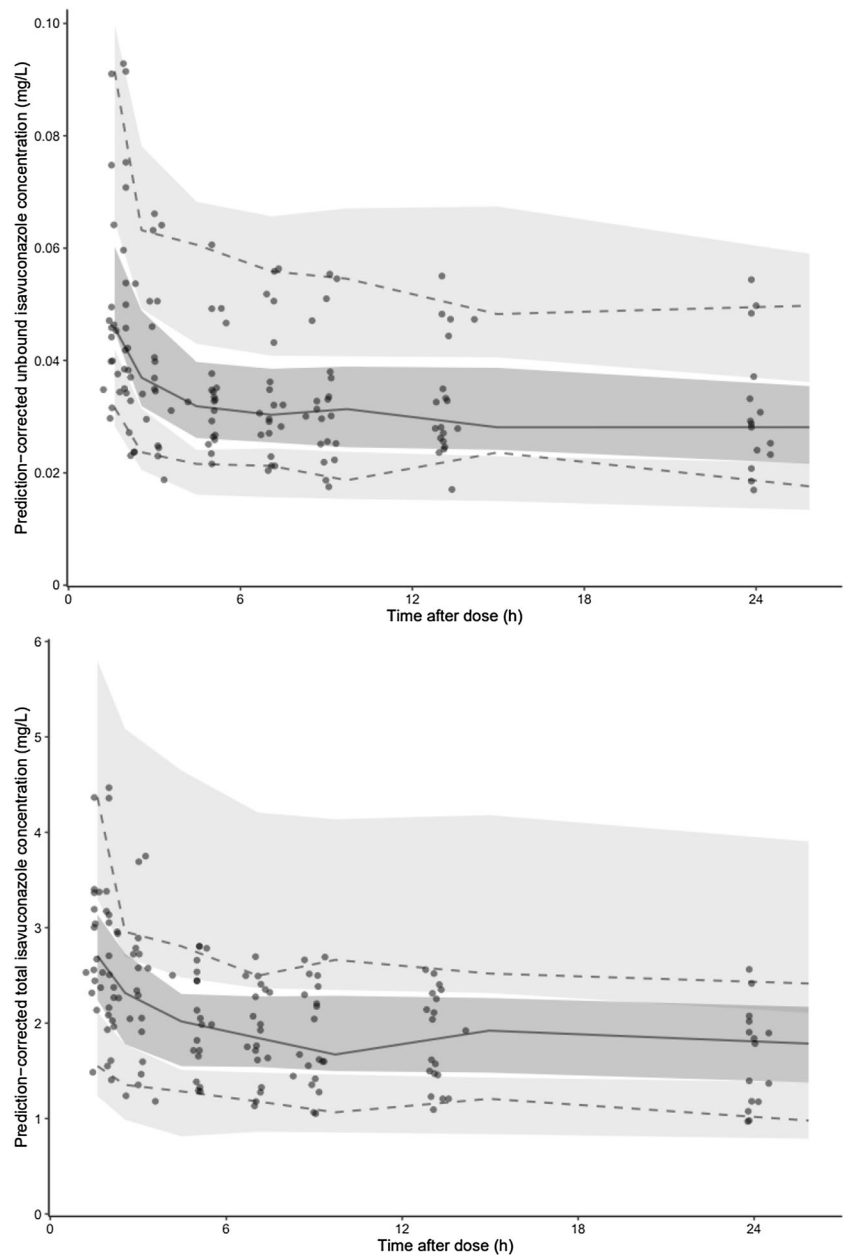 Prediction−corrected unbound isavuconazole concentration (mg/L)
0.10
0.08
0.06
0.04
0.02
0
0 6 12 18 24
Time after dose (h)
Prediction−corrected total isavuconazole concentration (mg/L)
6
5
4
3
2
1
0
0 6 12 18 24
Time after dose (h)